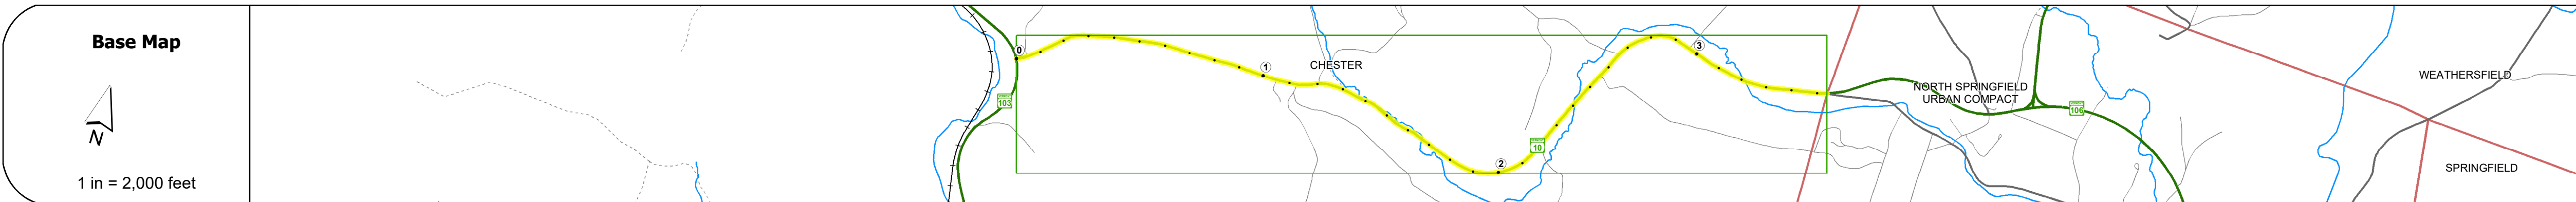 Base Map
N
1 in = 2,000 feet
0
103
1
CHESTER
2
10
3
NORTH SPRINGFIELD
URBAN COMPACT
106
WEATHERSFIELD
SPRINGFIELD